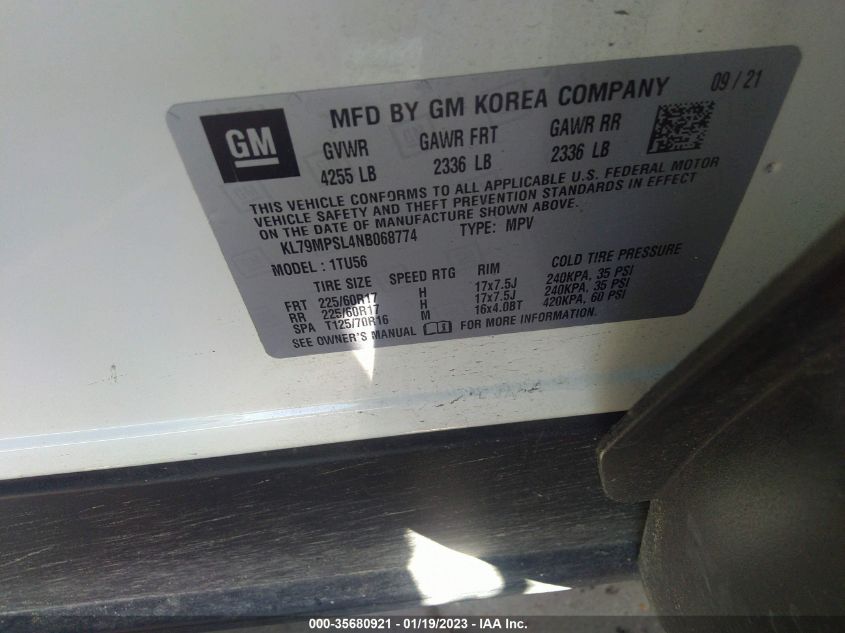 GM
MFD BY GM KOREA COMPANY 09 / 21
GVWR GAWR FRT GAWR RR
4255 LB 2336 LB 2336 LB
THIS VEHICLE CONFORMS TO ALL APPLICABLE U.S. FEDERAL MOTOR
VEHICLE SAFETY AND THEFT PREVENTION STANDARDS IN EFFECT
ON THE DATE OF MANUFACTURE SHOWN ABOVE.
KL79MPSL4NB068774 TYPE: MPV
MODEL : 1TU56
TIRE SIZE SPEED RTG RIM COLD TIRE PRESSURE
FRT 225/60R17 H 17x7.5J 240KPA, 35 PSI
RR 225/60R17 H 17x7.5J 240KPA, 35 PSI
SPA T125/70R16 M 16x4.0BT 420KPA, 60 PSI
SEE OWNER'S MANUAL FOR MORE INFORMATION.
000-35680921 - 01/19/2023 - IAA Inc.